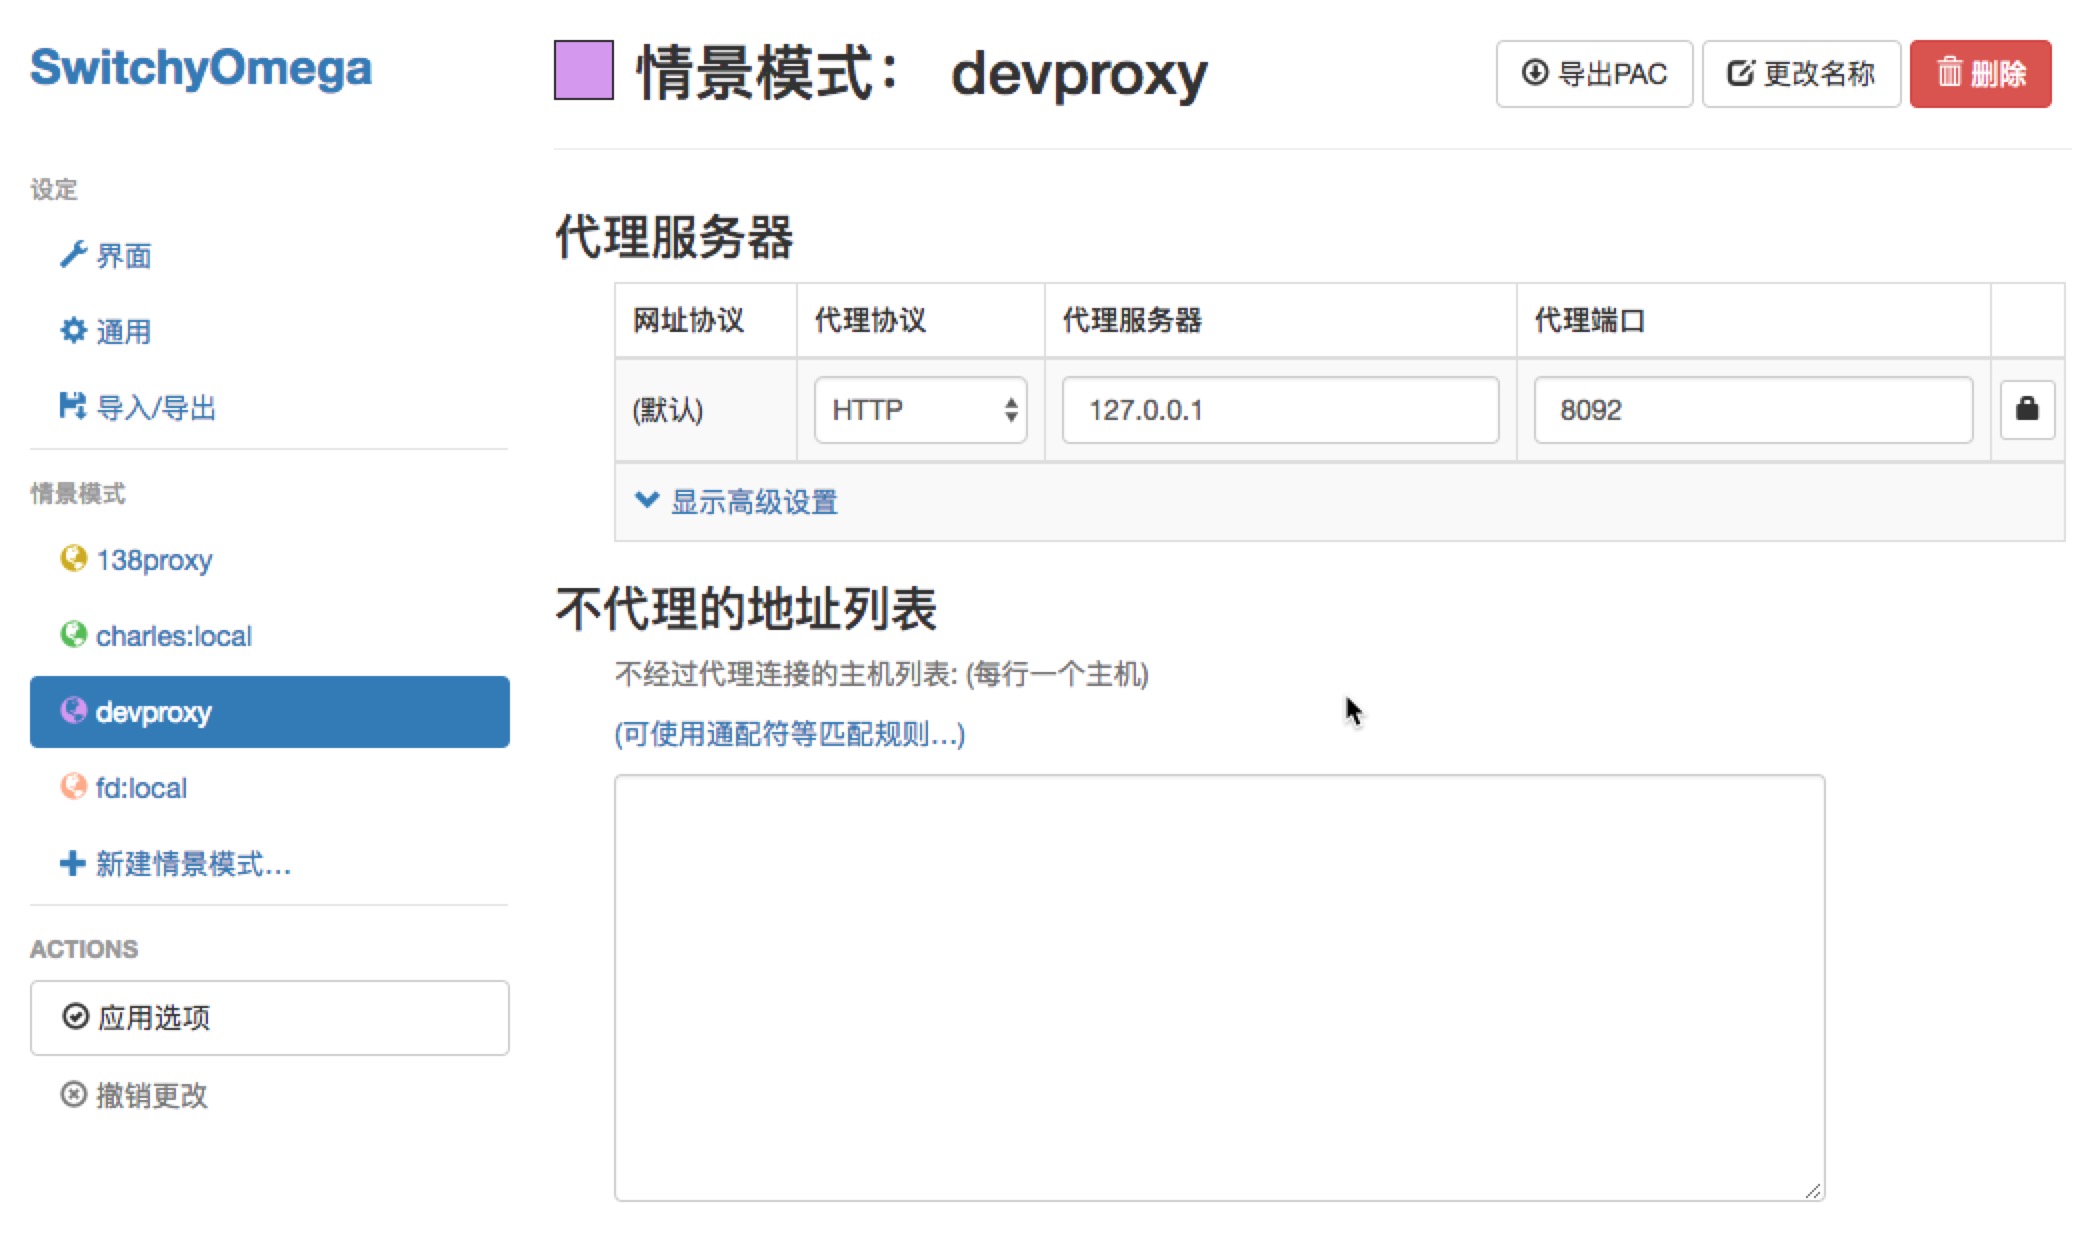 SwitchyOmega
设定
界面
通用
导入/导出
情景模式
138proxy
charles:local
devproxy
fd:local
新建情景模式...
ACTIONS
应用选项
撤销更改
情景模式： devproxy
导出PAC
更改名称
删除
代理服务器
网址协议 代理协议 代理服务器 代理端口
(默认) HTTP 127.0.0.1 8092
显示高级设置
不代理的地址列表
不经过代理连接的主机列表: (每行一个主机)
(可使用通配符等匹配规则...)